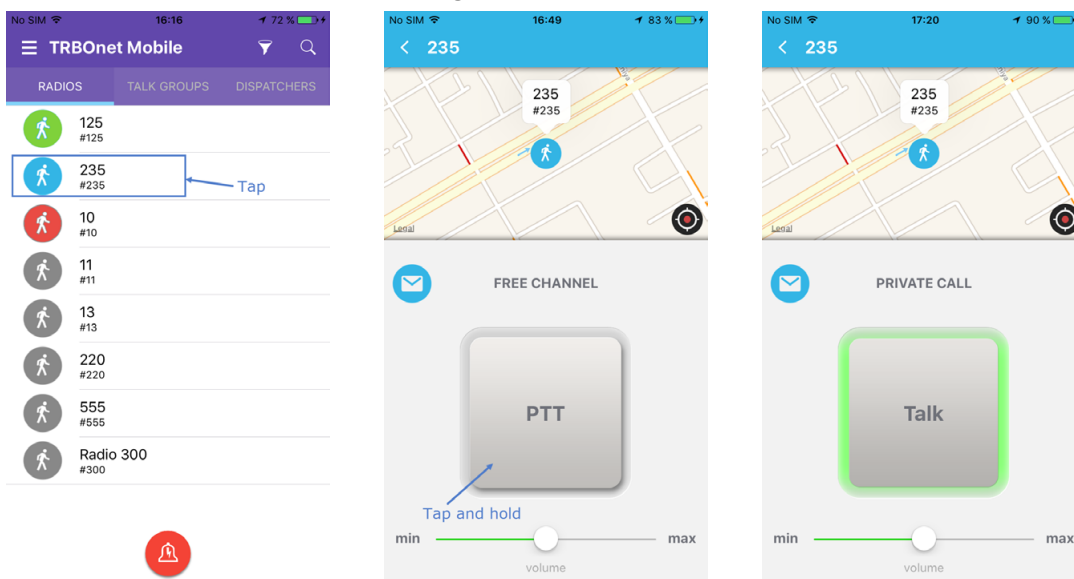 No SIM 16:16 72 %
TRBOnet Mobile
RADIOS TALK GROUPS DISPATCHERS
125
#125
235
#235
Tap
10
#10
11
#11
13
#13
220
#220
555
#555
Radio 300
#300
No SIM 16:49 83 %
235
235
#235
Legal
FREE CHANNEL
PTT
Tap and hold
min max
volume
No SIM 17:20 90 %
235
235
#235
Legal
PRIVATE CALL
Talk
min max
volume